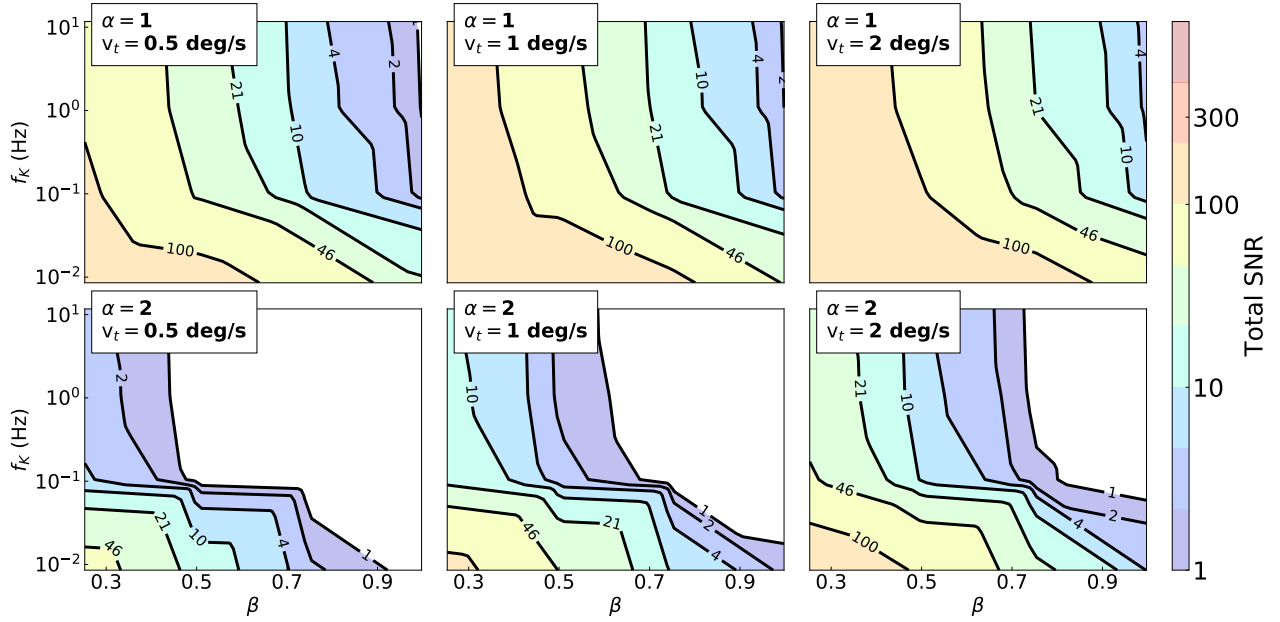 α = 1
v_t = 0.5 deg/s
α = 1
v_t = 1 deg/s
α = 1
v_t = 2 deg/s
10^1
10^0
10^−1
10^−2
f_K (Hz)
100
46
21
10
4
2
100
46
21
10
4
2
100
46
21
10
4
α = 2
v_t = 0.5 deg/s
α = 2
v_t = 1 deg/s
α = 2
v_t = 2 deg/s
10^1
10^0
10^−1
10^−2
f_K (Hz)
46
21
10
4
2
1
46
21
10
4
2
1
100
46
21
10
4
2
1
0.3 0.5 0.7 0.9
0.3 0.5 0.7 0.9
0.3 0.5 0.7 0.9
β
β
β
300
100
10
1
Total SNR